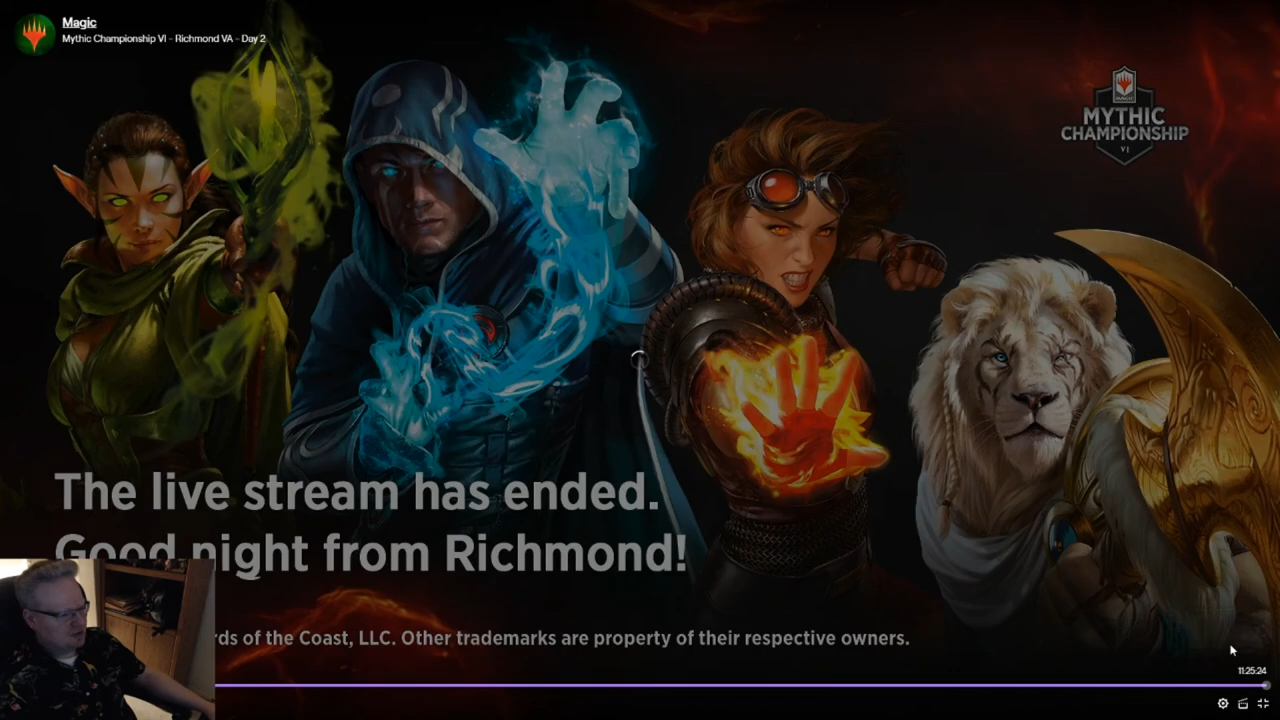 Magic
Mythic Championship VI - Richmond VA - Day 2
MYTHIC
CHAMPIONSHIP
VI
The live stream has ended.
Good night from Richmond!
rds of the Coast, LLC. Other trademarks are property of their respective owners.
11:25:24